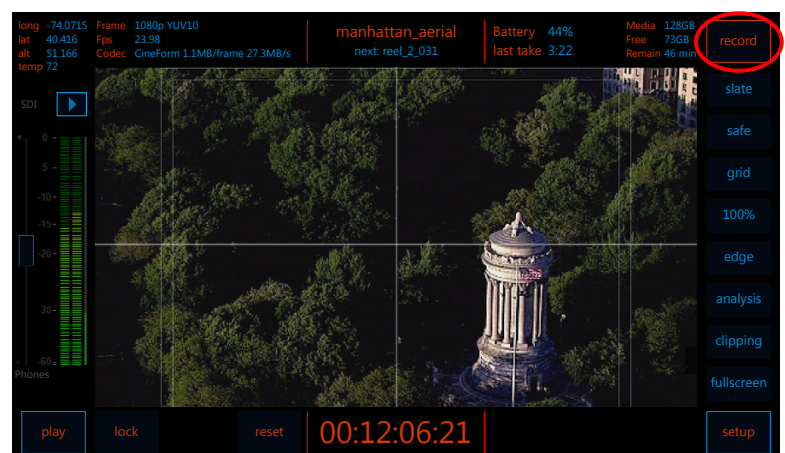 long -74.0715
lat 40.416
alt 51.166
temp 72
Frame 1080p YUV10
Fps 23.98
Codec CineForm 1.1MB/frame 27.3MB/s
manhattan_aerial
next: reel_2_031
Battery 44%
last take 3:22
Media 128GB
Free 73GB
Remain 46 min
record
SDI
slate
safe
grid
100%
edge
analysis
clipping
fullscreen
+ 0 -
5 -
-10-
-15-
-20-
30-
- -60-
Phones
play
lock
reset
00:12:06:21
setup